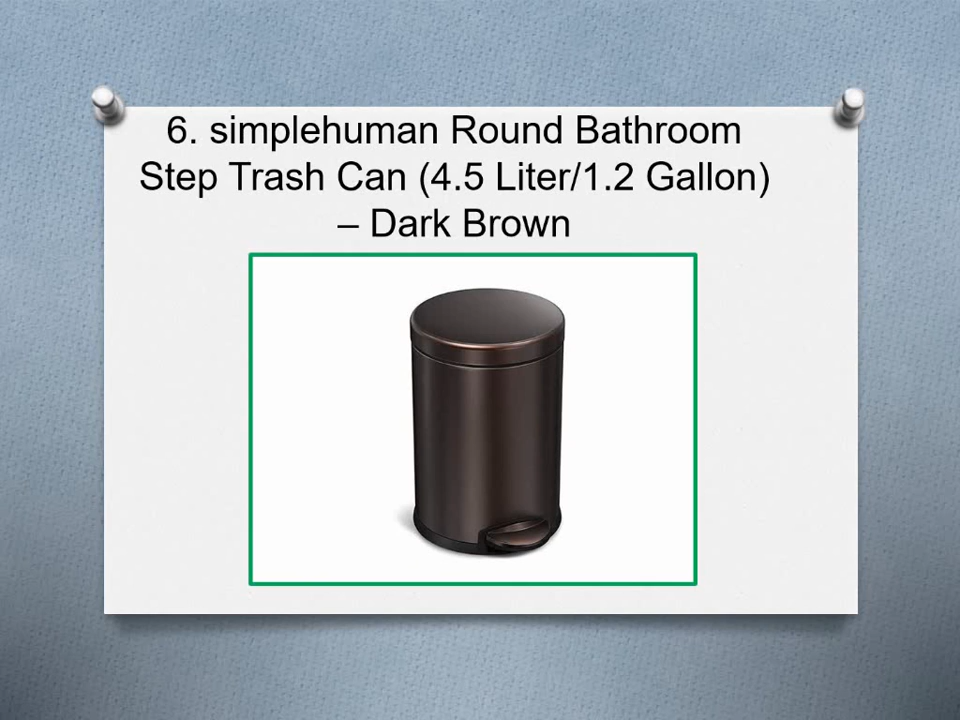 6. simplehuman Round Bathroom
Step Trash Can (4.5 Liter/1.2 Gallon)
– Dark Brown